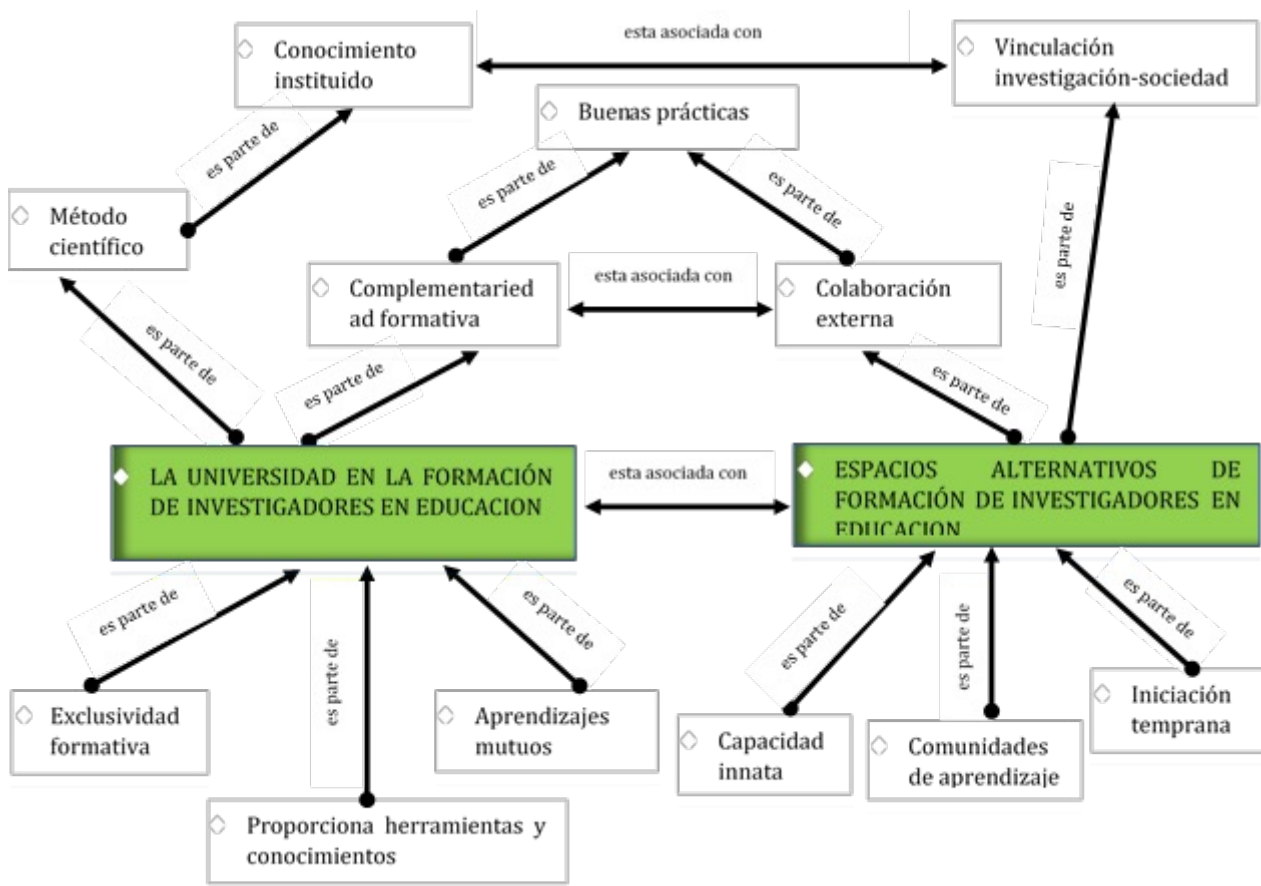 esta asociada con
Conocimiento
instituido
Vinculación
investigación-sociedad
Buenas prácticas
es parte de
es parte de
es parte de
Método
científico
es parte de
esta asociada con
Complementaried
ad formativa
Colaboración
externa
es parte de
es parte de
es parte de
LA UNIVERSIDAD EN LA FORMACIÓN
DE INVESTIGADORES EN EDUCACION
esta asociada con
ESPACIOS ALTERNATIVOS DE
FORMACIÓN DE INVESTIGADORES EN
EDUCACION
es parte de
es parte de
es parte de
es parte de
es parte de
es parte de
Exclusividad
formativa
Aprendizajes
mutuos
Capacidad
innata
Comunidades
de aprendizaje
Iniciación
temprana
Proporciona herramientas y
conocimientos